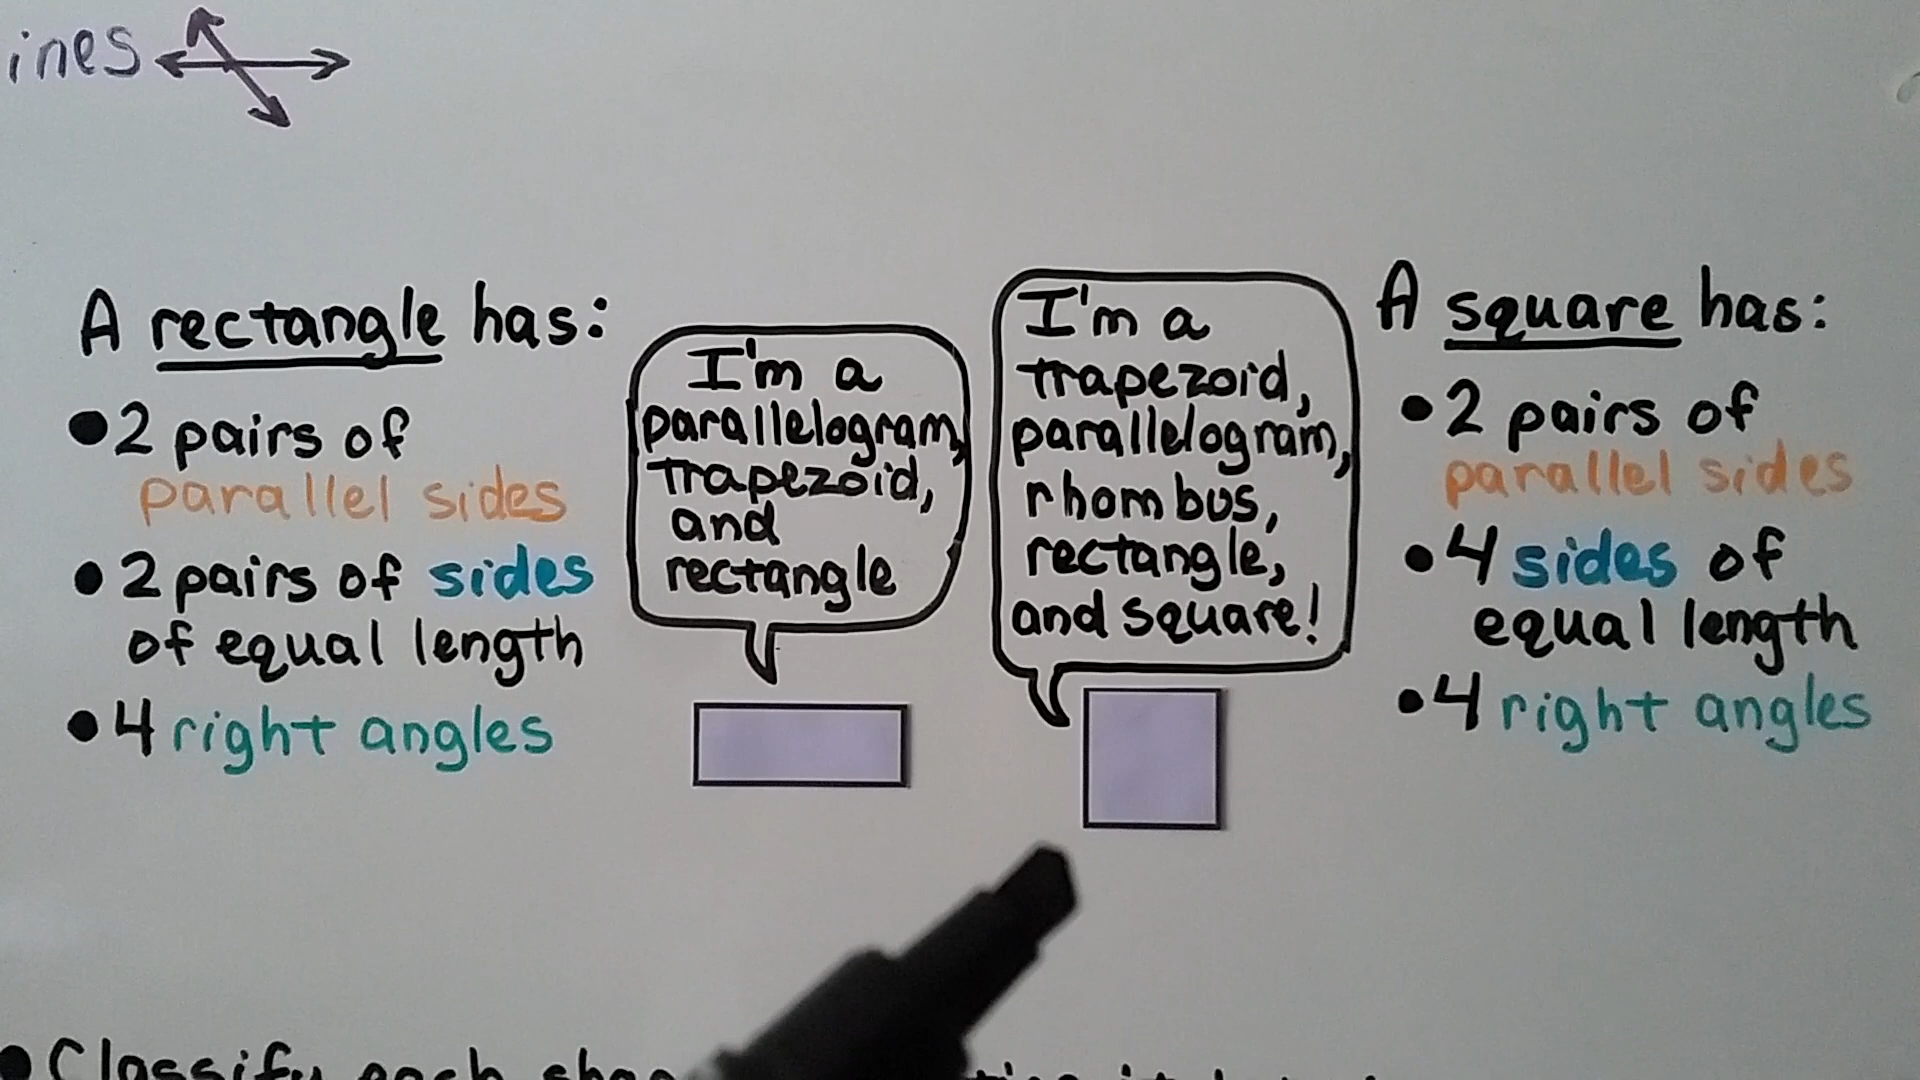 ines
A rectangle has:
• 2 pairs of
parallel sides
• 2 pairs of sides
of equal length
• 4 right angles
I'm a
parallelogram,
trapezoid,
and
rectangle
I'm a
trapezoid,
parallelogram,
rhombus,
rectangle,
and square!
A square has:
• 2 pairs of
parallel sides
• 4 sides of
equal length
• 4 right angles
• Classify each